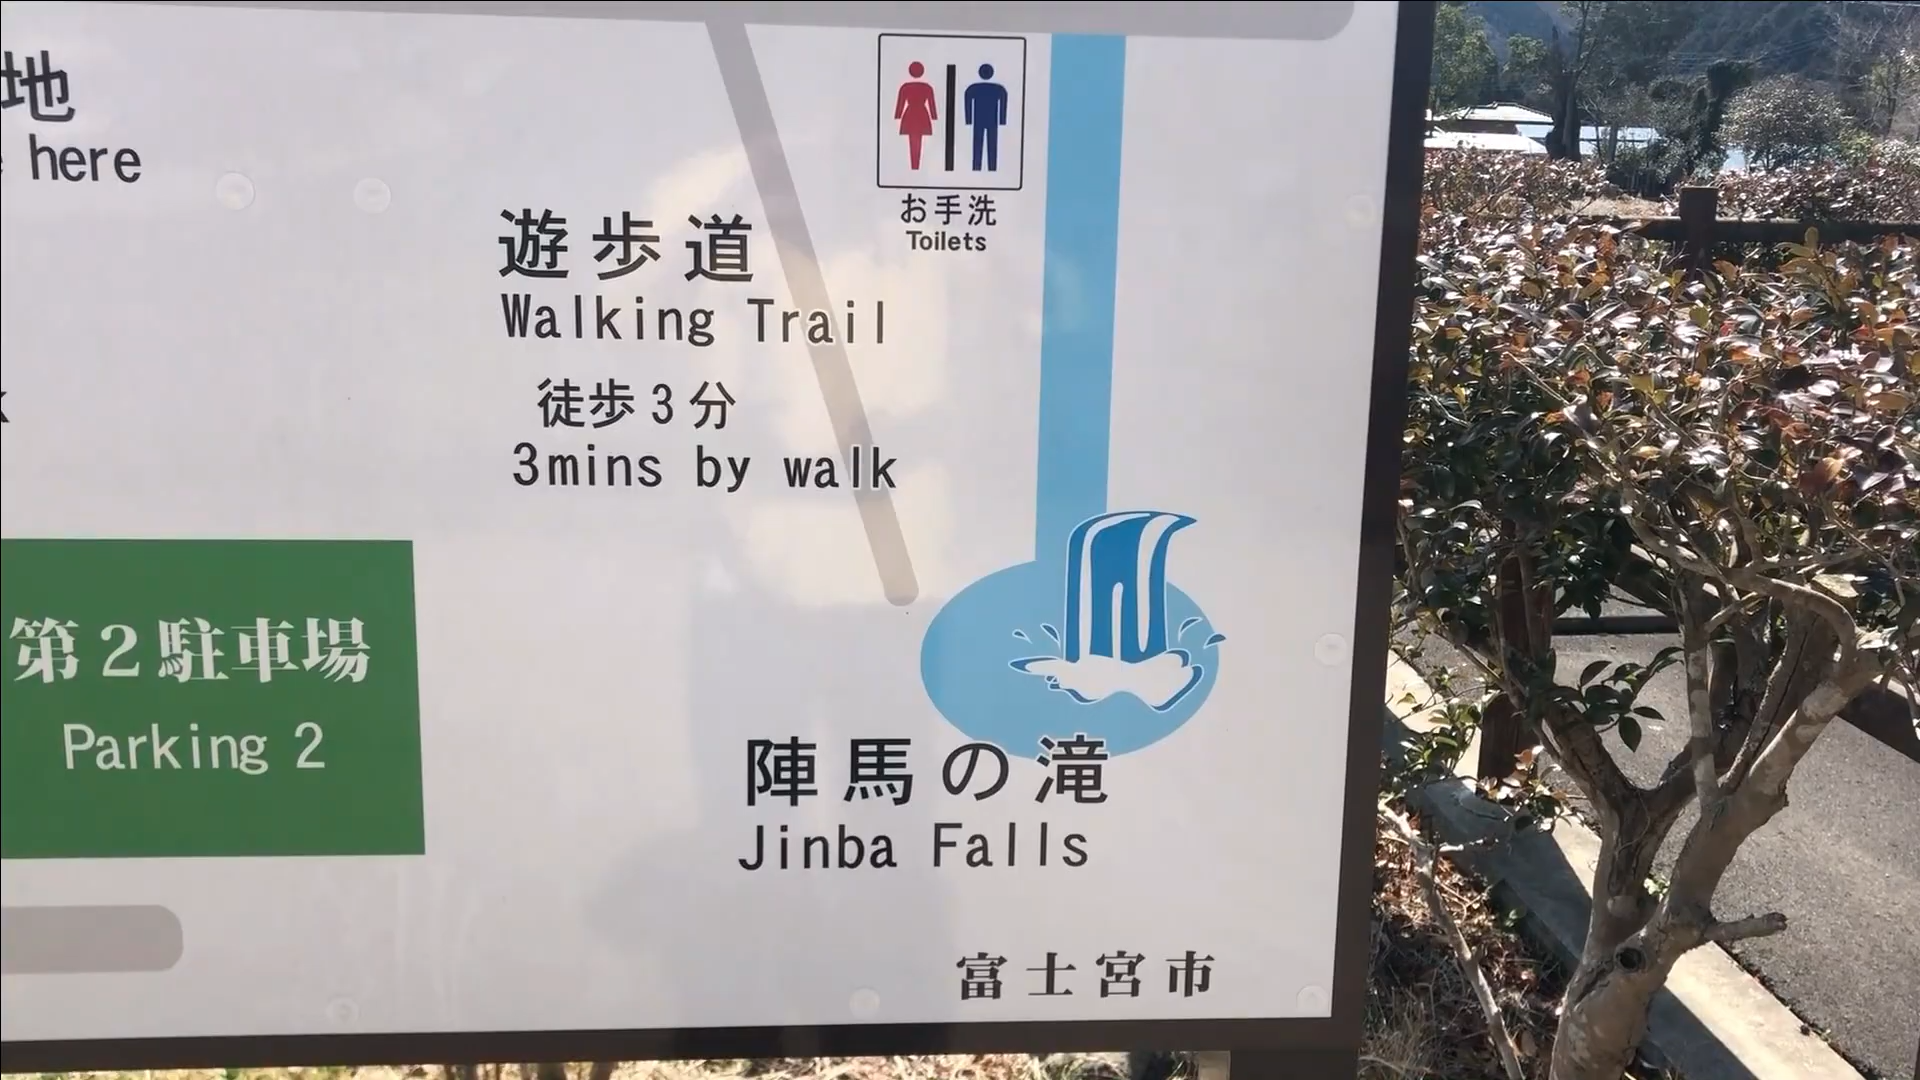 地
here
お手洗
Toilets
遊歩道
Walking Trail
徒歩3分
3mins by walk
第2駐車場
Parking 2
陣馬の滝
Jinba Falls
富士宮市